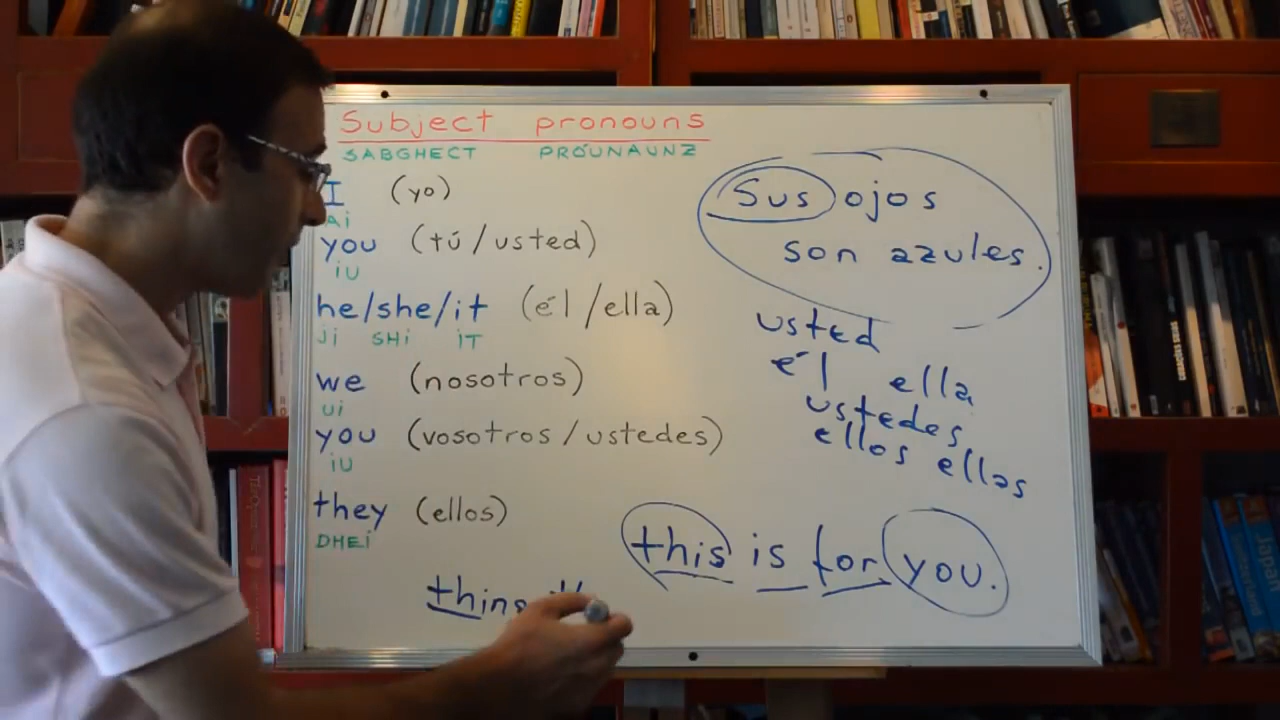 Subject pronouns
SABGHECT PRÓUNAUNZ
I (yo)
Ai
you (tú/usted)
iU
he/she/it (él/ella)
Ji SHi iT
we (nosotros)
Ui
you (vosotros/ustedes)
iU
they (ellos)
DHEi
Sus ojos
son azules.
usted
él ella
ustedes
ellos ellas
this is for you.